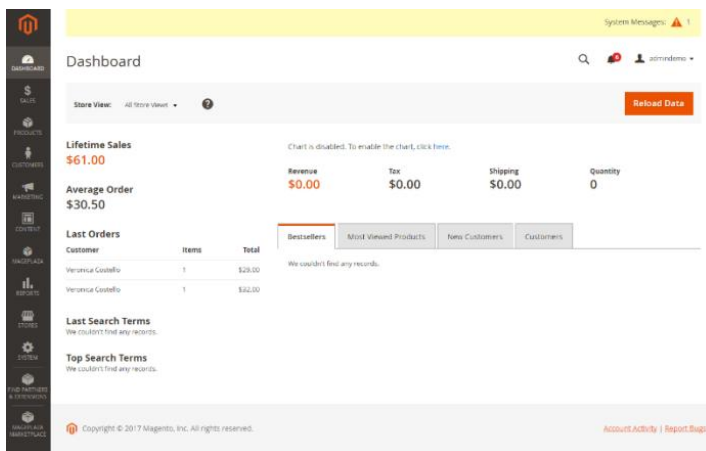 System Messages: 1
DASHBOARD
Dashboard
admindemo
SALES
Store View: All Store Views
Reload Data
PRODUCTS
Lifetime Sales
$61.00
Chart is disabled. To enable the chart, click here.
CUSTOMERS
Revenue
Tax
Shipping
Quantity
$0.00
$0.00
$0.00
0
MARKETING
Average Order
$30.50
CONTENT
Last Orders
Bestsellers
Most Viewed Products
New Customers
Customers
Customer
Items
Total
MAGEPLAZA
We couldn't find any records.
Veronica Costello
1
$29.00
REPORTS
Veronica Costello
1
$32.00
STORES
Last Search Terms
We couldn't find any records.
SYSTEM
Top Search Terms
We couldn't find any records.
FIND PARTNERS
& EXTENSIONS
MAGEPLAZA
MARKETPLACE
Copyright © 2017 Magento, Inc. All rights reserved.
Account Activity | Report Bugs